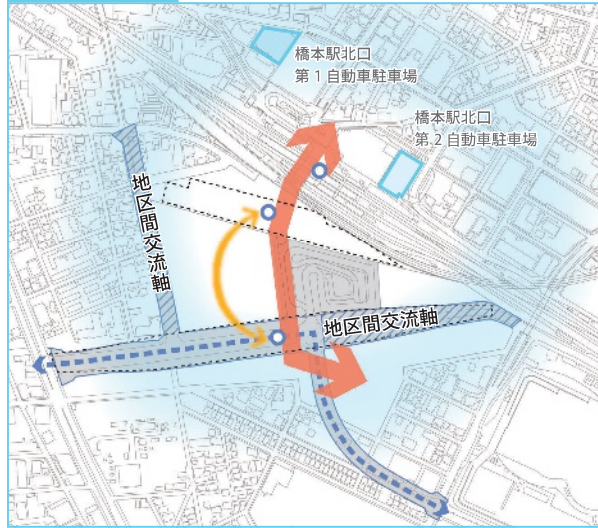 橋本駅北口
第1自動車駐車場
橋本駅北口
第2自動車駐車場
地区間交流軸
地区間交流軸